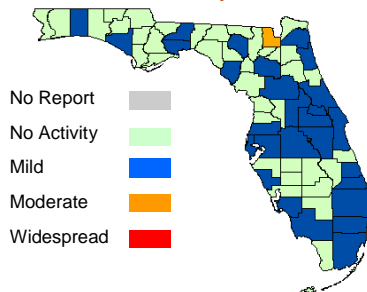 No Report
No Activity
Mild
Moderate
Widespread